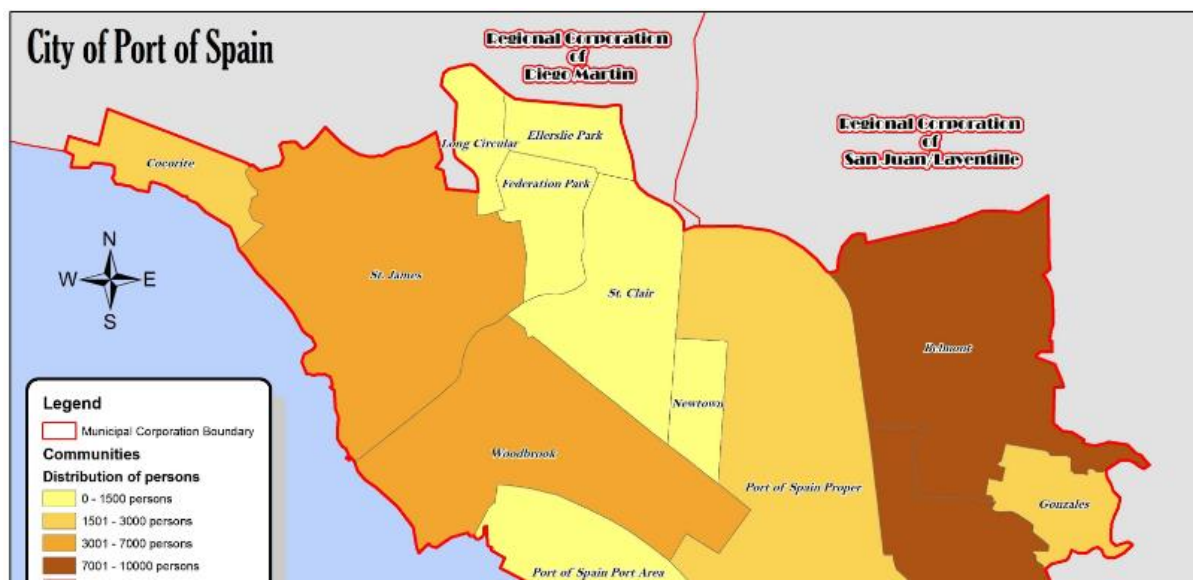 City of Port of Spain
Regional Corporation
of
Diego Martin
Regional Corporation
of
San Juan/Laventille
Cocorite
Long Circular
Ellerslie Park
Federation Park
St. James
St. Clair
Belmont
Newtown
Woodbrook
Port of Spain Proper
Gonzales
Port of Spain Port Area
N
W
E
S
Legend
Municipal Corporation Boundary
Communities
Distribution of persons
0 - 1500 persons
1501 - 3000 persons
3001 - 7000 persons
7001 - 10000 persons